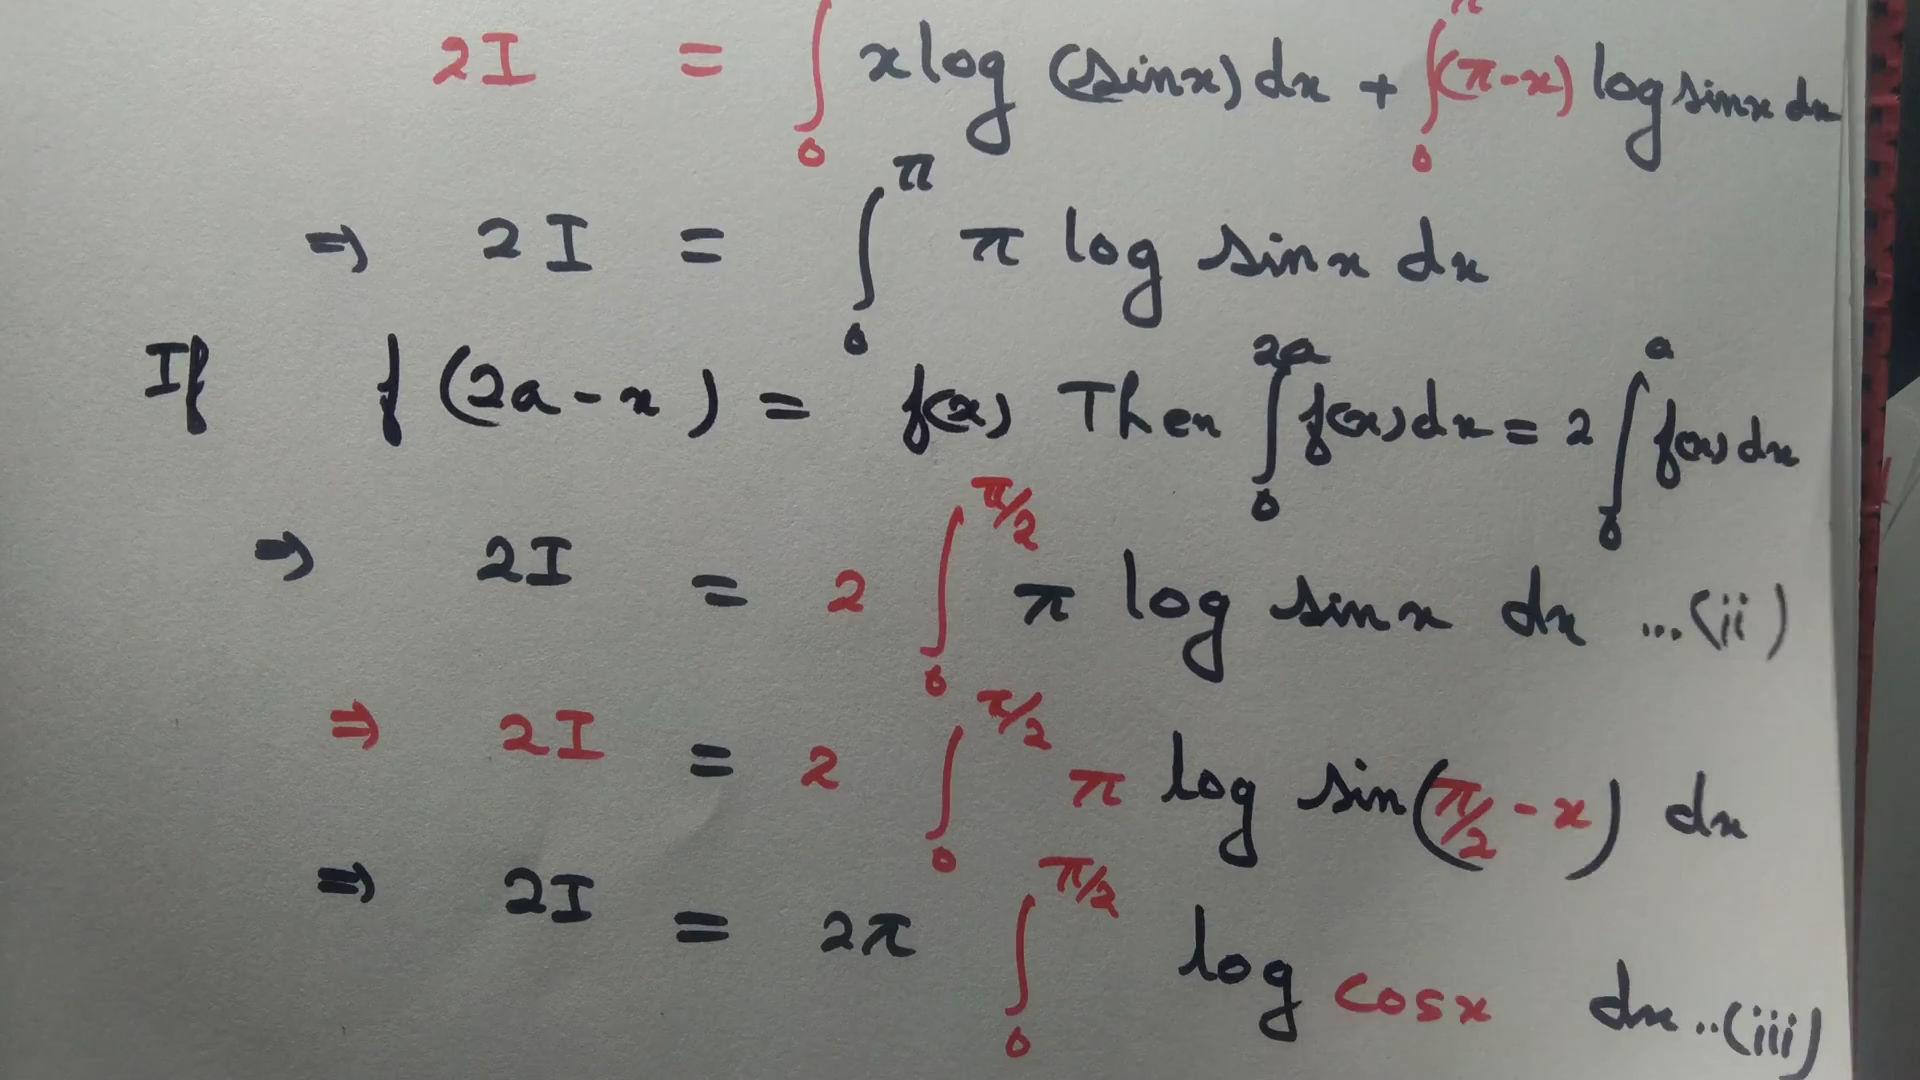 2I = ∫₀ x log (sinx) dx + ∫₀^π (π-x) log sinx dx
⇒ 2I = ∫₀^π π log sinx dx
If f(2a-x) = f(x) Then ∫₀^2a f(x)dx = 2 ∫₀^a f(x)dx
⇒ 2I = 2 ∫₀^π/2 π log sinx dx ...(ii)
⇒ 2I = 2 ∫₀^π/2 π log sin(π/2 - x) dx
⇒ 2I = 2π ∫₀^π/2 log cosx dx ..(iii)